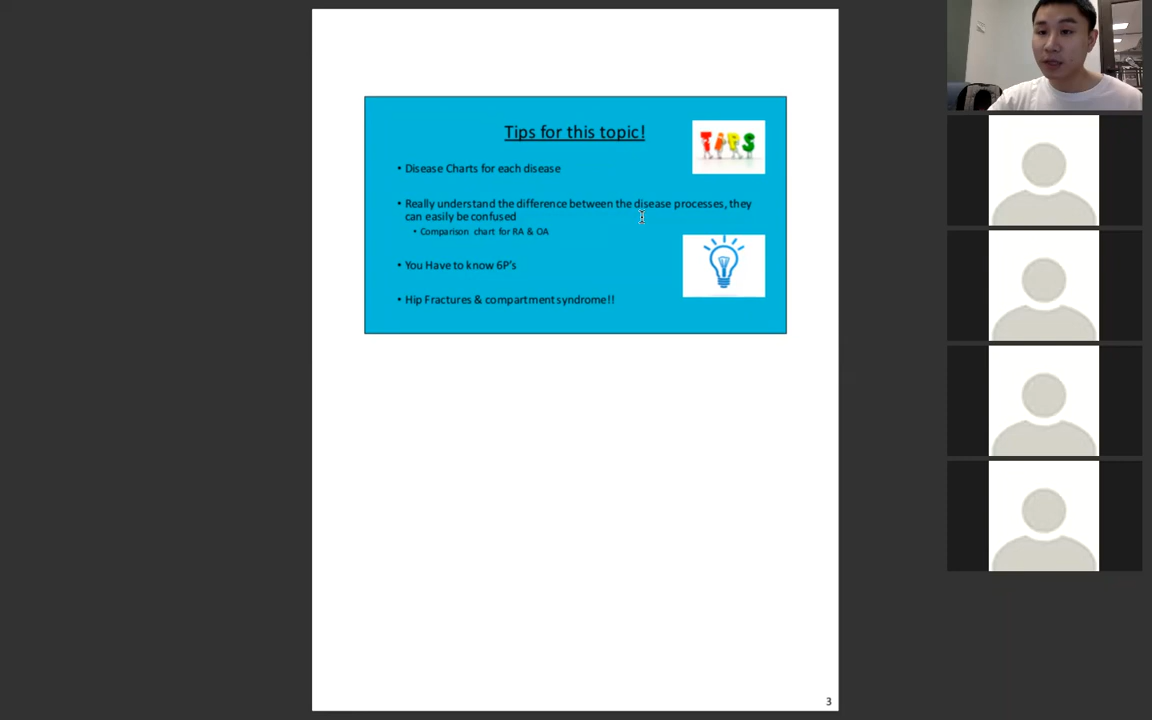 Tips for this topic!
TIPS
• Disease Charts for each disease
• Really understand the difference between the disease processes, they
can easily be confused
• Comparison chart for RA & OA
• You Have to know 6P's
• Hip Fractures & compartment syndrome!!
3